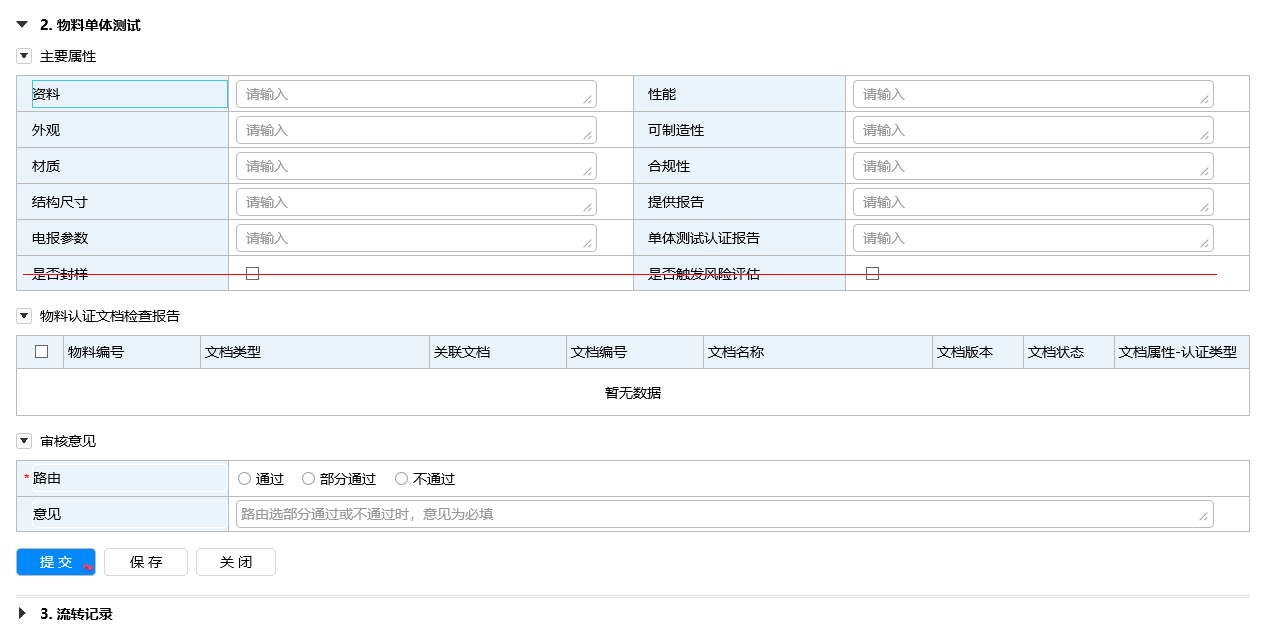 2. 物料单体测试
主要属性
资料 请输入 性能 请输入
外观 请输入 可制造性 请输入
材质 请输入 合规性 请输入
结构尺寸 请输入 提供报告 请输入
电报参数 请输入 单体测试认证报告 请输入
是否封样 是否触发风险评估
物料认证文档检查报告
物料编号 文档类型 关联文档 文档编号 文档名称 文档版本 文档状态 文档属性-认证类型
暂无数据
审核意见
* 路由 通过 部分通过 不通过
意见 路由选部分通过或不通过时，意见为必填
提交 保存 关闭
3. 流转记录